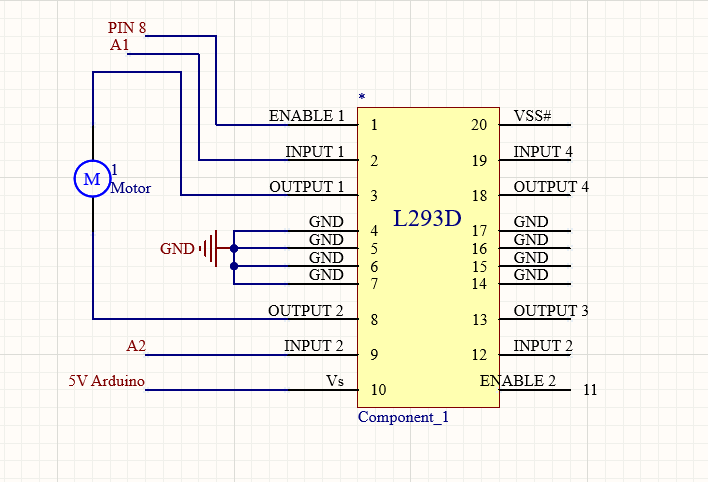 PIN 8
A1
*
ENABLE 1
1
20
VSS#
INPUT 1
2
19
INPUT 4
M
1
Motor
OUTPUT 1
3
18
OUTPUT 4
L293D
GND
4
17
GND
GND
GND
5
16
GND
GND
6
15
GND
GND
7
14
GND
OUTPUT 2
8
13
OUTPUT 3
A2
INPUT 2
9
12
INPUT 2
5V Arduino
Vs
10
ENABLE 2
11
Component_1